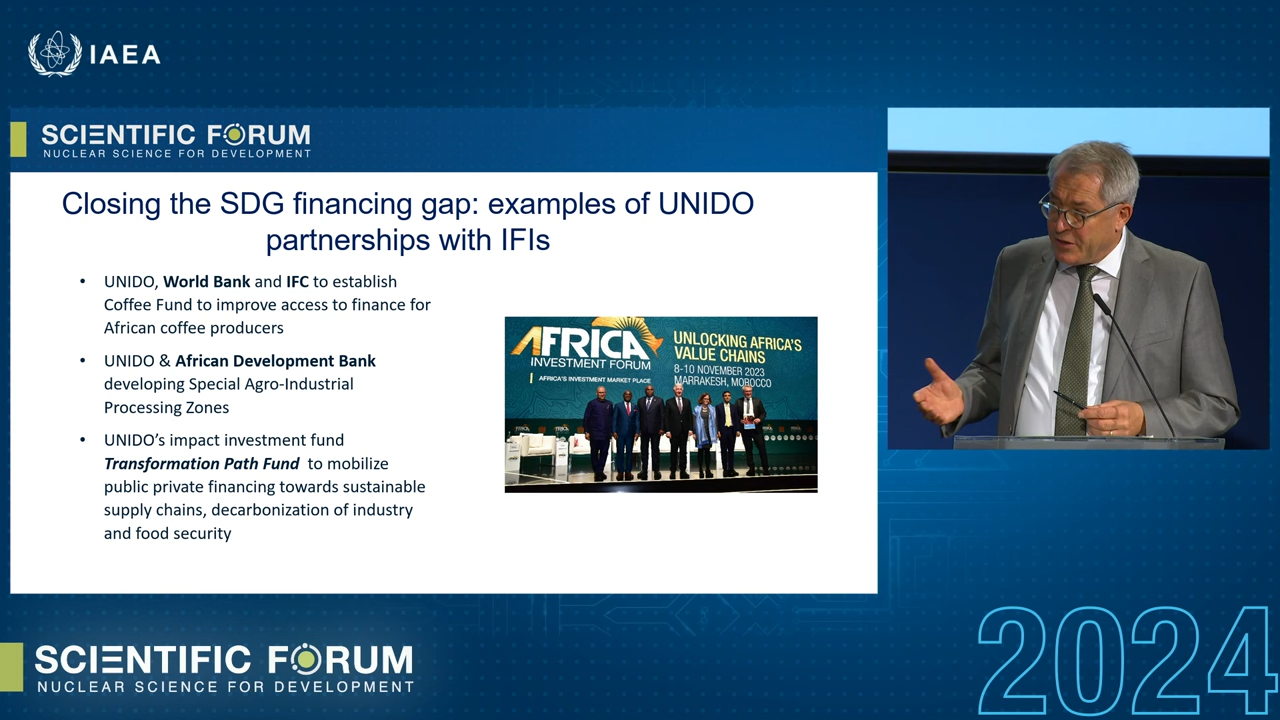 IAEA
SCIENTIFIC FORUM
NUCLEAR SCIENCE FOR DEVELOPMENT
Closing the SDG financing gap: examples of UNIDO
partnerships with IFIs
• UNIDO, World Bank and IFC to establish
Coffee Fund to improve access to finance for
African coffee producers
• UNIDO & African Development Bank
developing Special Agro-Industrial
Processing Zones
• UNIDO’s impact investment fund
Transformation Path Fund to mobilize
public private financing towards sustainable
supply chains, decarbonization of industry
and food security
AFRICA
INVESTMENT FORUM
AFRICA'S INVESTMENT MARKET PLACE
UNLOCKING AFRICA'S
VALUE CHAINS
8-10 NOVEMBER 2023
MARRAKESH, MOROCCO
SCIENTIFIC FORUM
NUCLEAR SCIENCE FOR DEVELOPMENT
2024